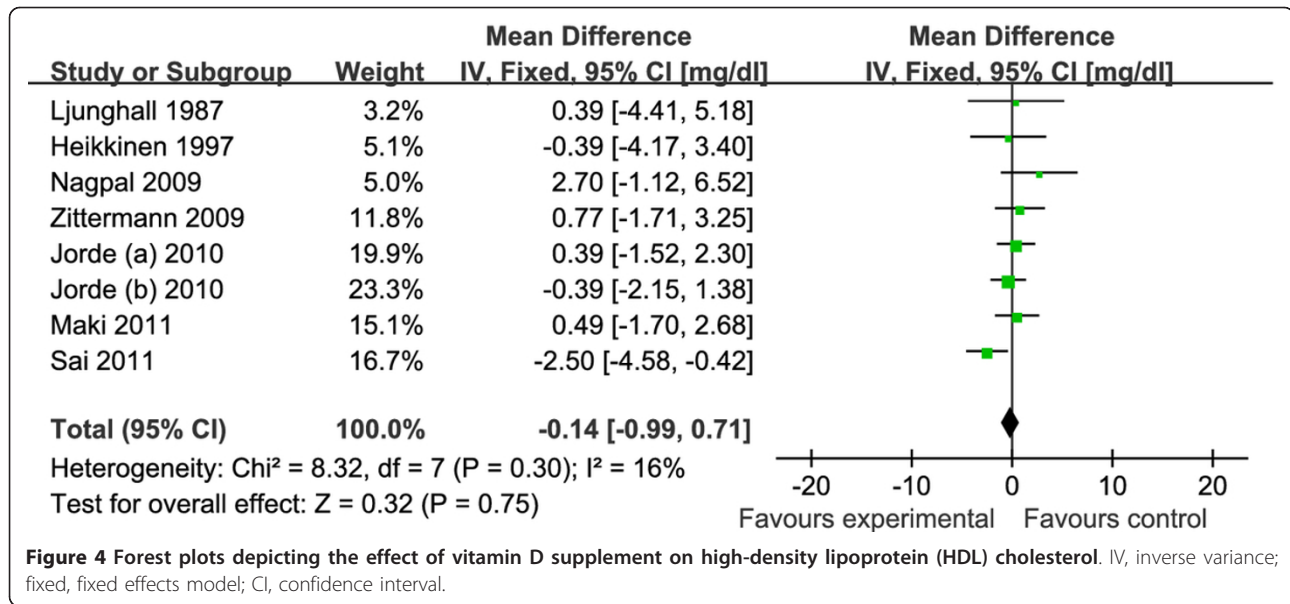 Mean Difference Mean Difference
Study or Subgroup Weight IV, Fixed, 95% CI [mg/dl] IV, Fixed, 95% CI [mg/dl]
Ljunghall 1987 3.2% 0.39 [-4.41, 5.18]
Heikkinen 1997 5.1% -0.39 [-4.17, 3.40]
Nagpal 2009 5.0% 2.70 [-1.12, 6.52]
Zittermann 2009 11.8% 0.77 [-1.71, 3.25]
Jorde (a) 2010 19.9% 0.39 [-1.52, 2.30]
Jorde (b) 2010 23.3% -0.39 [-2.15, 1.38]
Maki 2011 15.1% 0.49 [-1.70, 2.68]
Sai 2011 16.7% -2.50 [-4.58, -0.42]
Total (95% CI) 100.0% -0.14 [-0.99, 0.71]
Heterogeneity: Chi² = 8.32, df = 7 (P = 0.30); I² = 16%
Test for overall effect: Z = 0.32 (P = 0.75)
-20 -10 0 10 20
Favours experimental Favours control
Figure 4 Forest plots depicting the effect of vitamin D supplement on high-density lipoprotein (HDL) cholesterol. IV, inverse variance;
fixed, fixed effects model; CI, confidence interval.